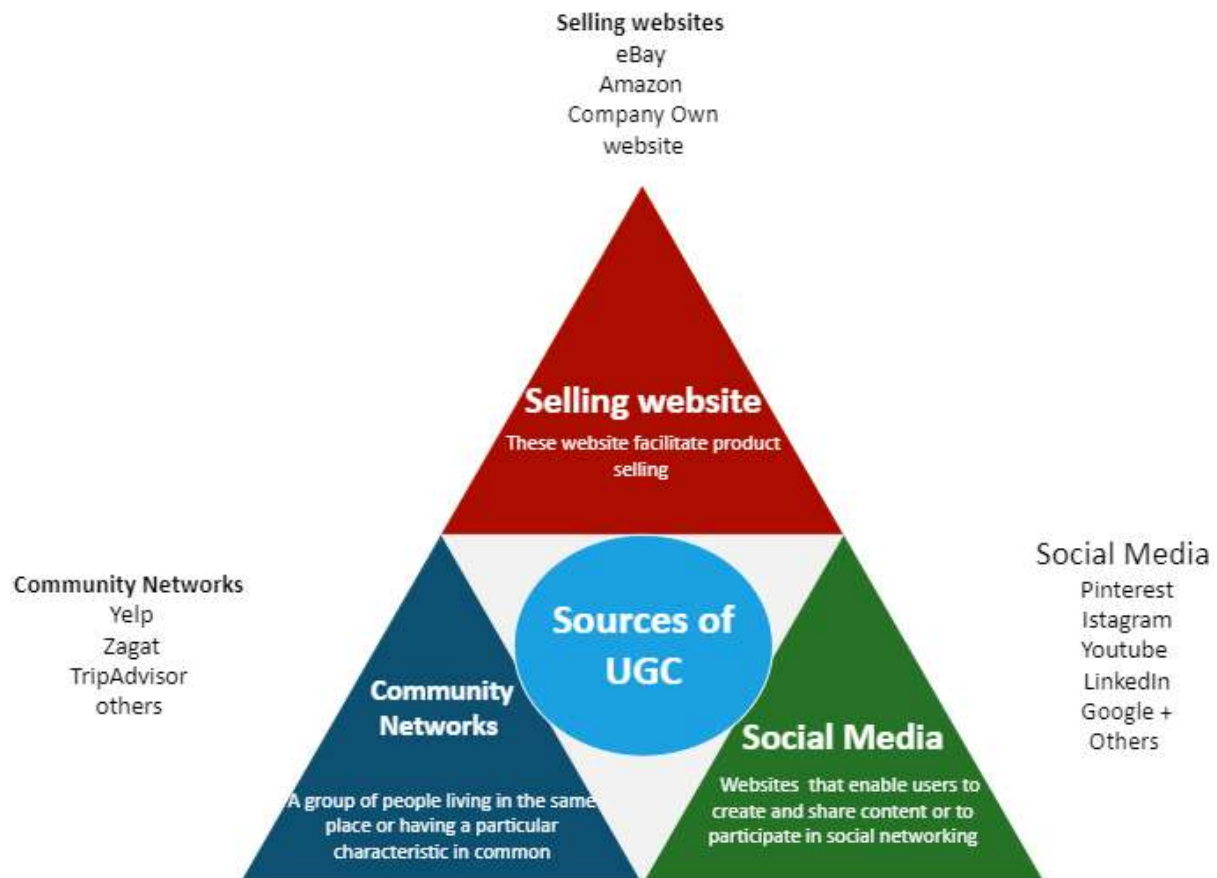 Selling websites
eBay
Amazon
Company Own
website
Selling website
These website facilitate product
selling
Sources of
UGC
Community Networks
Yelp
Zagat
TripAdvisor
others
Community
Networks
A group of people living in the same
place or having a particular
characteristic in common
Social Media
Pinterest
Istagram
Youtube
LinkedIn
Google +
Others
Social Media
Websites that enable users to
create and share content or to
participate in social networking